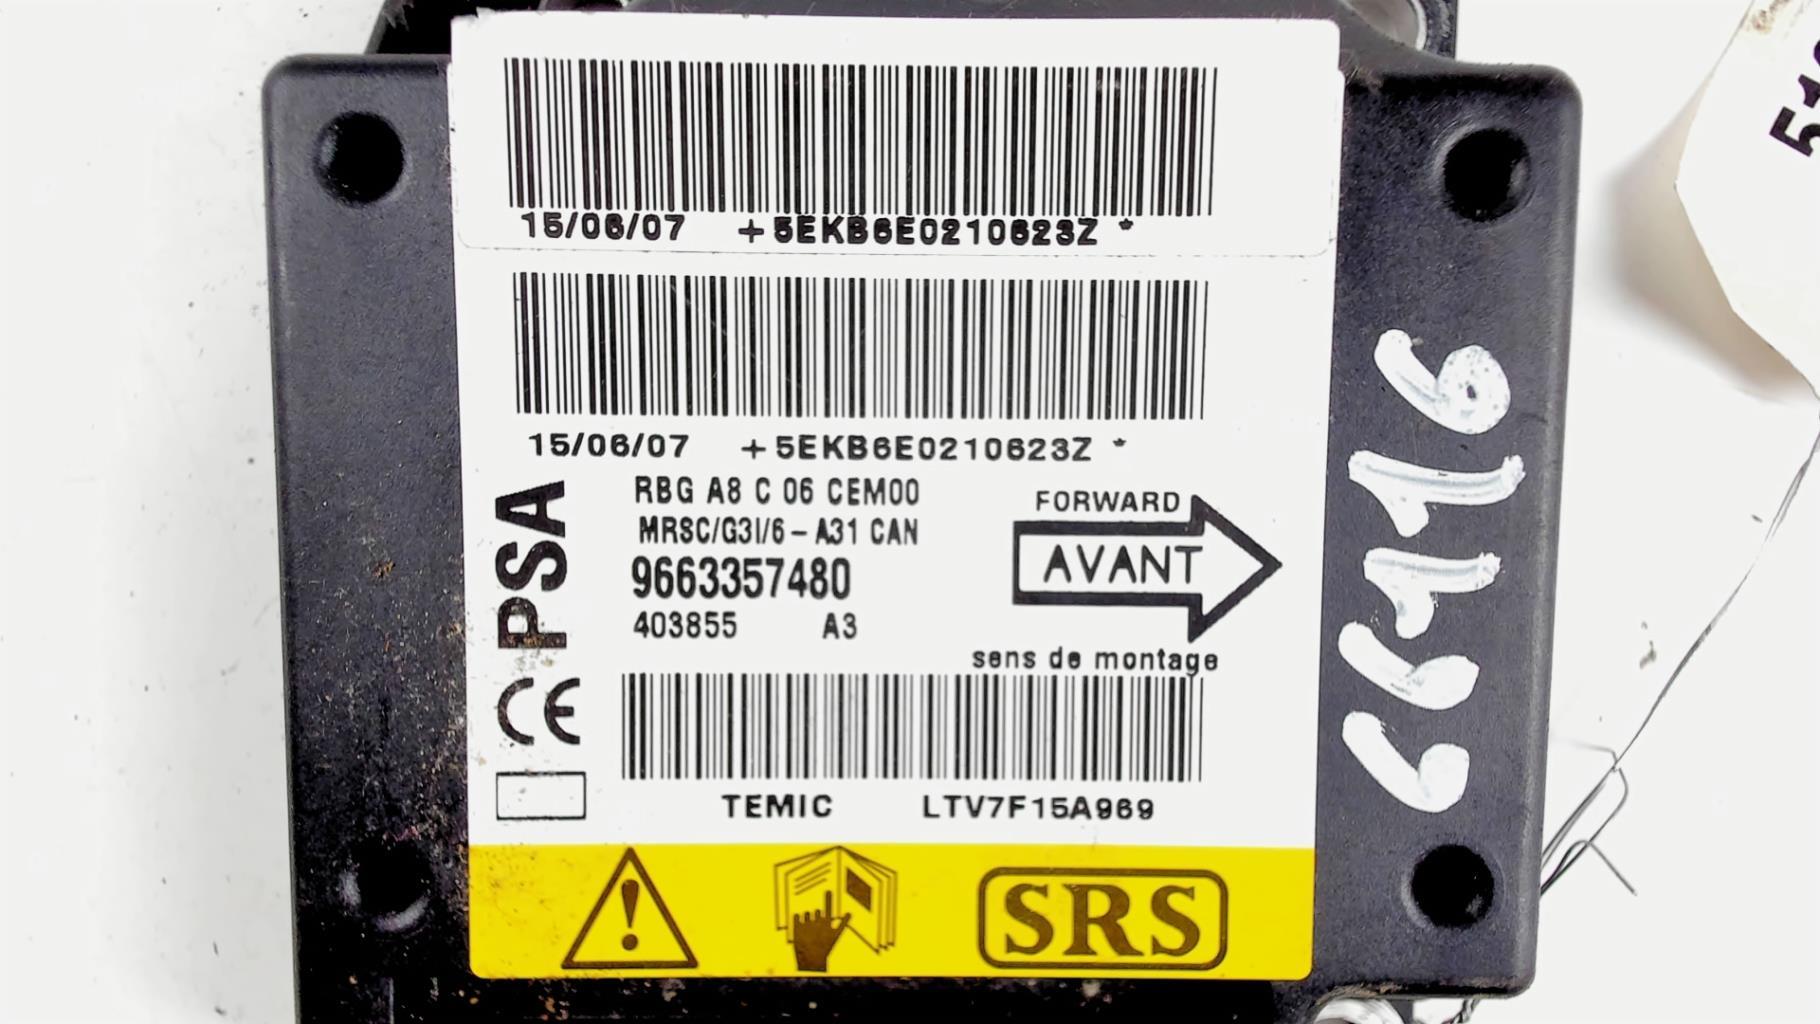 15/06/07 +5EKB6E0210623Z *
15/06/07 +5EKB6E0210623Z *
PSA
RBG A8 C 06 CEM00
MRSC/G3I/6-A31 CAN
9663357480
403855 A3
FORWARD
AVANT
sens de montage
CE
TEMIC LTV7F15A969
SRS